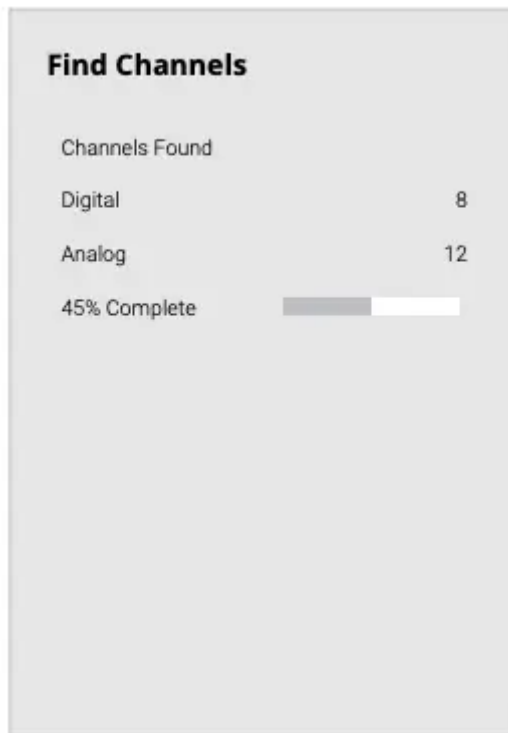 Find Channels
Channels Found
Digital 8
Analog 12
45% Complete